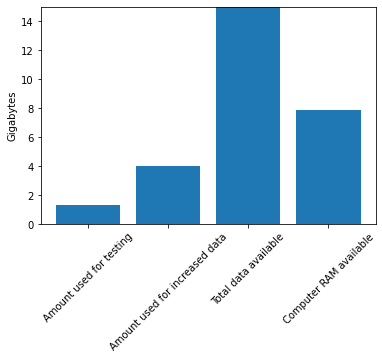 14
12
10
8
6
4
2
0
Gigabytes
Amount used for testing
Amount used for increased data
Total data available
Computer RAM available